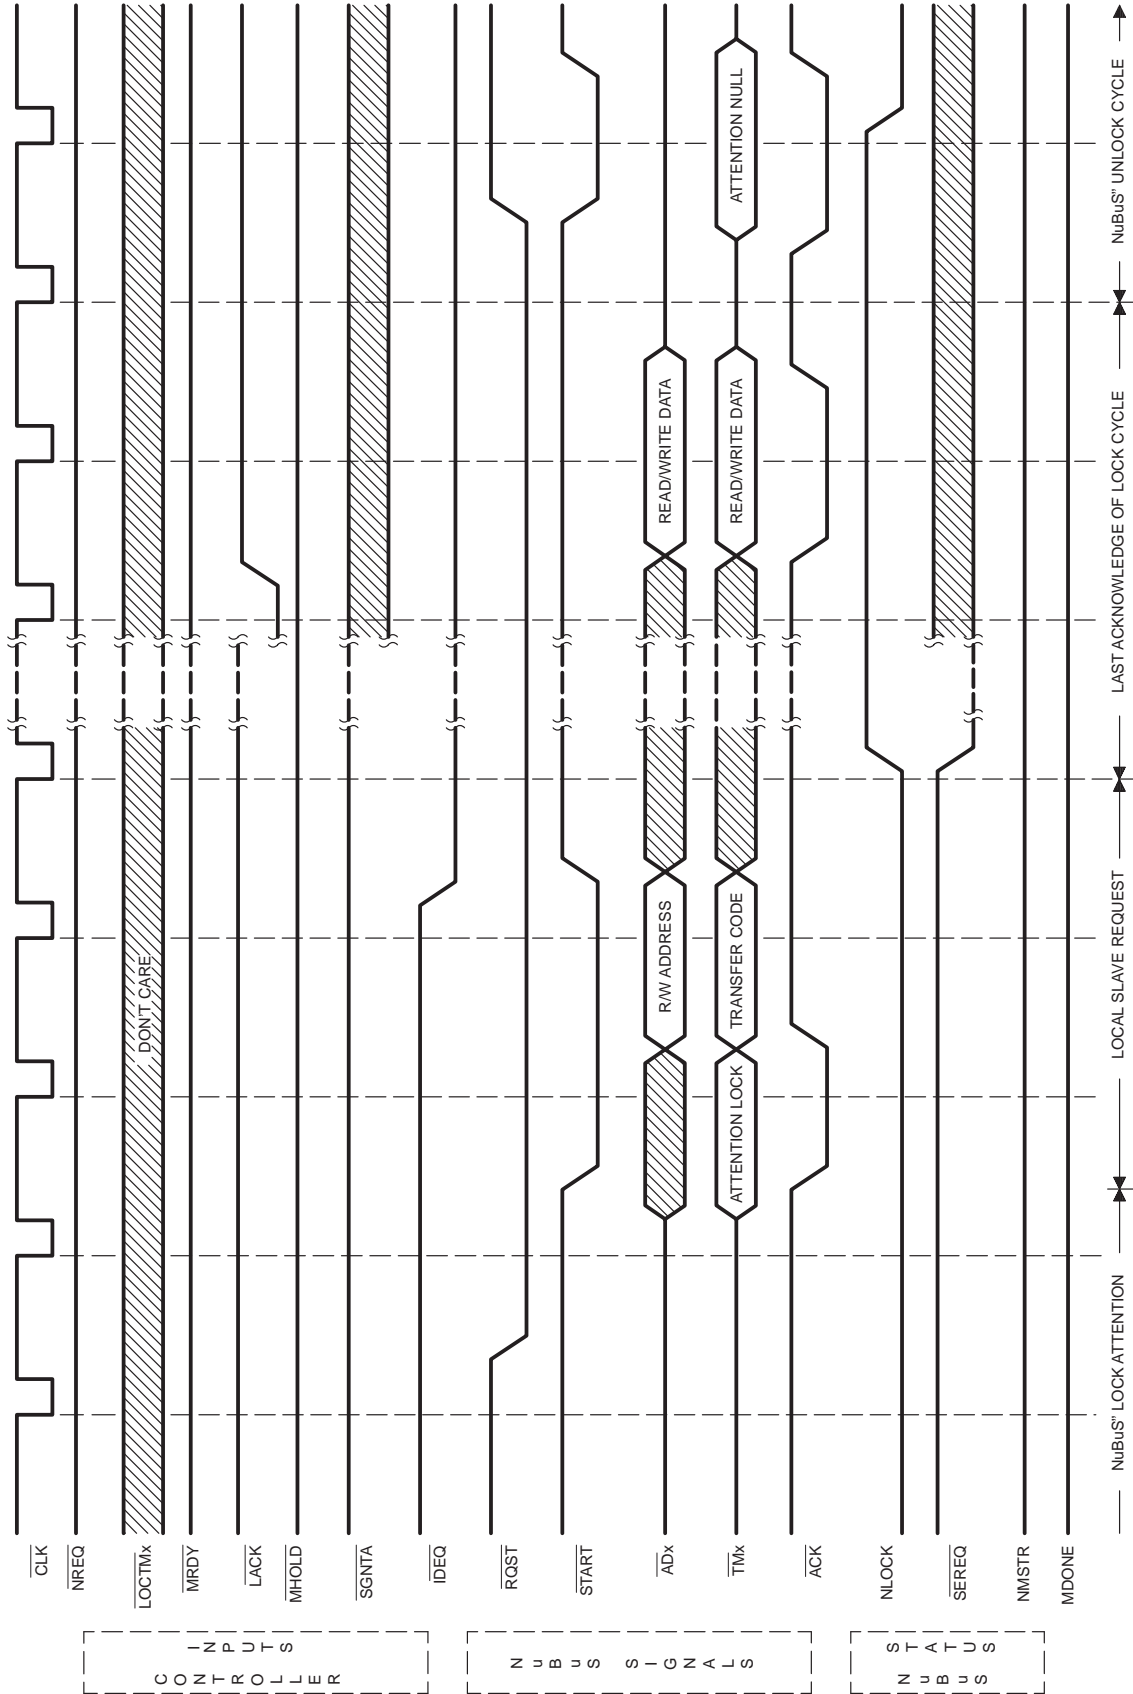 CLK
NREQ
LOCTMx
MRDY
LACK
MHOLD
SGNTA
IDEQ
RQST
START
ADx
TMx
ACK
NLOCK
SEREQ
NMSTR
MDONE
CONTROLLER
INPUTS
NuBuS SIGNALS
NuBuS
STATUS
DON'T CARE
R/W ADDRESS
READ/WRITE DATA
ATTENTION LOCK
TRANSFER CODE
READ/WRITE DATA
ATTENTION NULL
NuBuS" LOCK ATTENTION
LOCAL SLAVE REQUEST
LAST ACKNOWLEDGE OF LOCK CYCLE
NuBuS" UNLOCK CYCLE